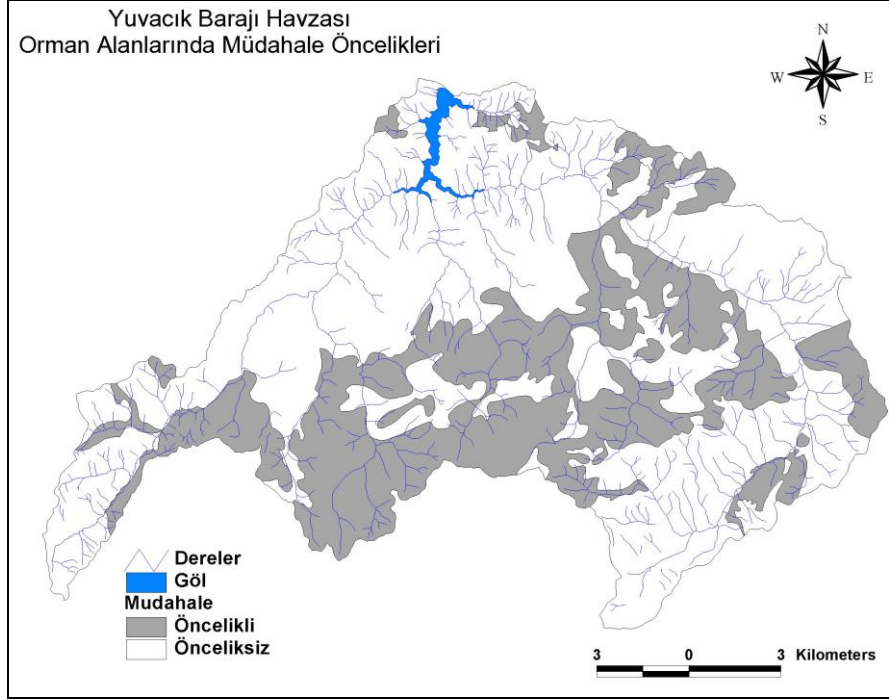 Yuvacık Barajı Havzası
Orman Alanlarında Müdahale Öncelikleri
N
W E
S
Dereler
Göl
Mudahale
Öncelikli
Önceliksiz
3 0 3 Kilometers